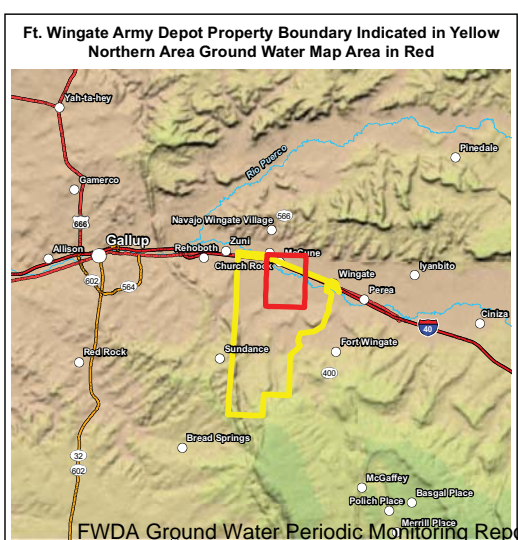 Ft. Wingate Army Depot Property Boundary Indicated in Yellow
Northern Area Ground Water Map Area in Red
Yah-ta-hey
Rio Puerco
Pinedale
Gamerco
666
Navajo Wingate Village
566
Gallup
Zuni
Allison
Rehoboth
McCune
Church Rock
Wingate
Iyanbito
602
564
Perea
Ciniza
40
Red Rock
Sundance
Fort Wingate
400
Bread Springs
32
602
McGaffey
Basgal Place
Polich Place
Merrill Place
FWDA Ground Water Periodic Monitoring Repo